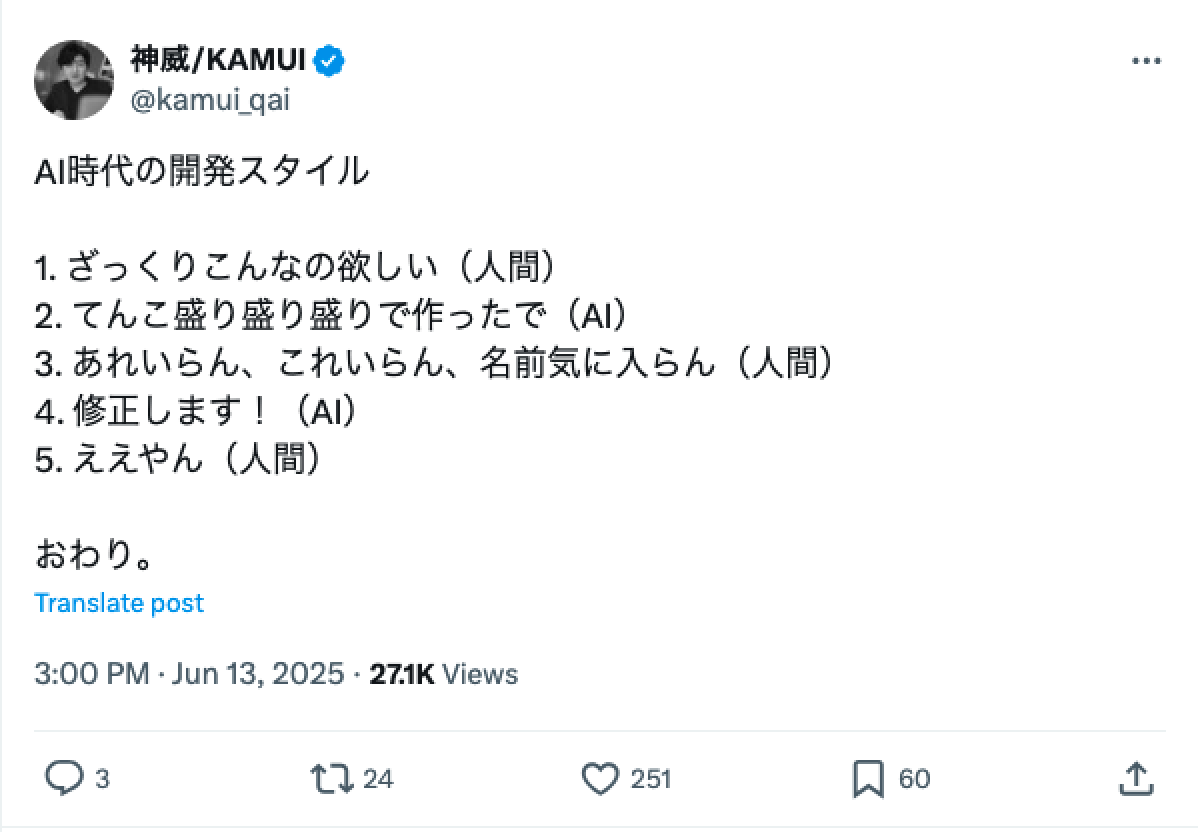 神威/KAMUI
@kamui_qai
AI時代の開発スタイル
1. ざっくりこんなの欲しい（人間）
2. てんこ盛り盛り盛りで作ったで（AI）
3. あれいらん、これいらん、名前気に入らん（人間）
4. 修正します！（AI）
5. ええやん（人間）
おわり。
Translate post
3:00 PM · Jun 13, 2025 · 27.1K Views
3 24 251 60